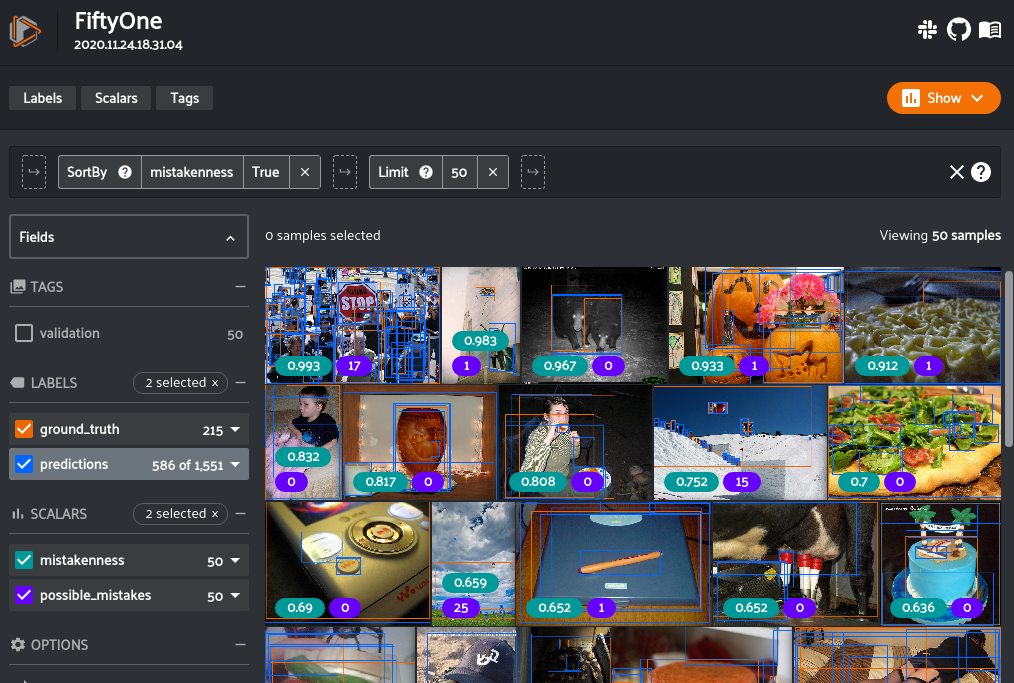 FiftyOne
2020.11.24.18.31.04
Labels Scalars Tags
Show
SortBy ? mistakenness True × Limit ? 50 ×
?
Fields
0 samples selected
Viewing 50 samples
TAGS
validation 50
LABELS 2 selected ×
ground_truth 215
predictions 586 of 1,551
SCALARS 2 selected ×
mistakenness 50
possible_mistakes 50
OPTIONS
STOP
0.993 17
0.983
1
0.967 0
0.933 1
0.912 1
0.832
0
0.817 0
0.808 0
0.752 15
0.7 0
0.69 0
0.659
25
0.652 1
0.652 0
0.636 0